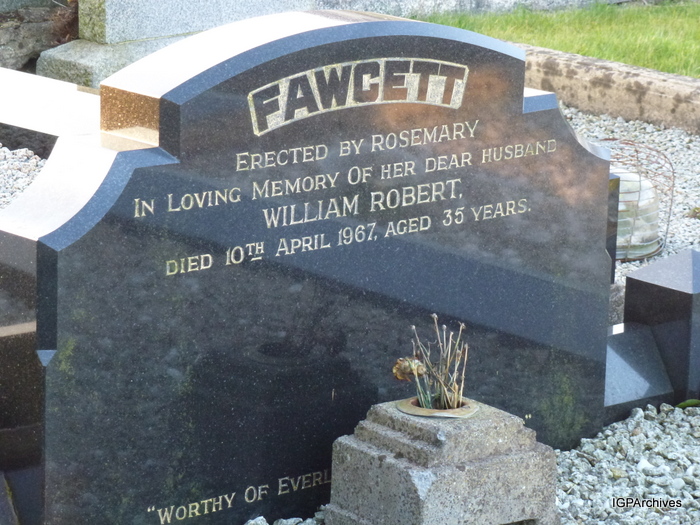 FAWCETT
ERECTED BY ROSEMARY
IN LOVING MEMORY OF HER DEAR HUSBAND
WILLIAM ROBERT,
DIED 10TH APRIL 1967, AGED 35 YEARS.
"WORTHY OF
IGPArchives